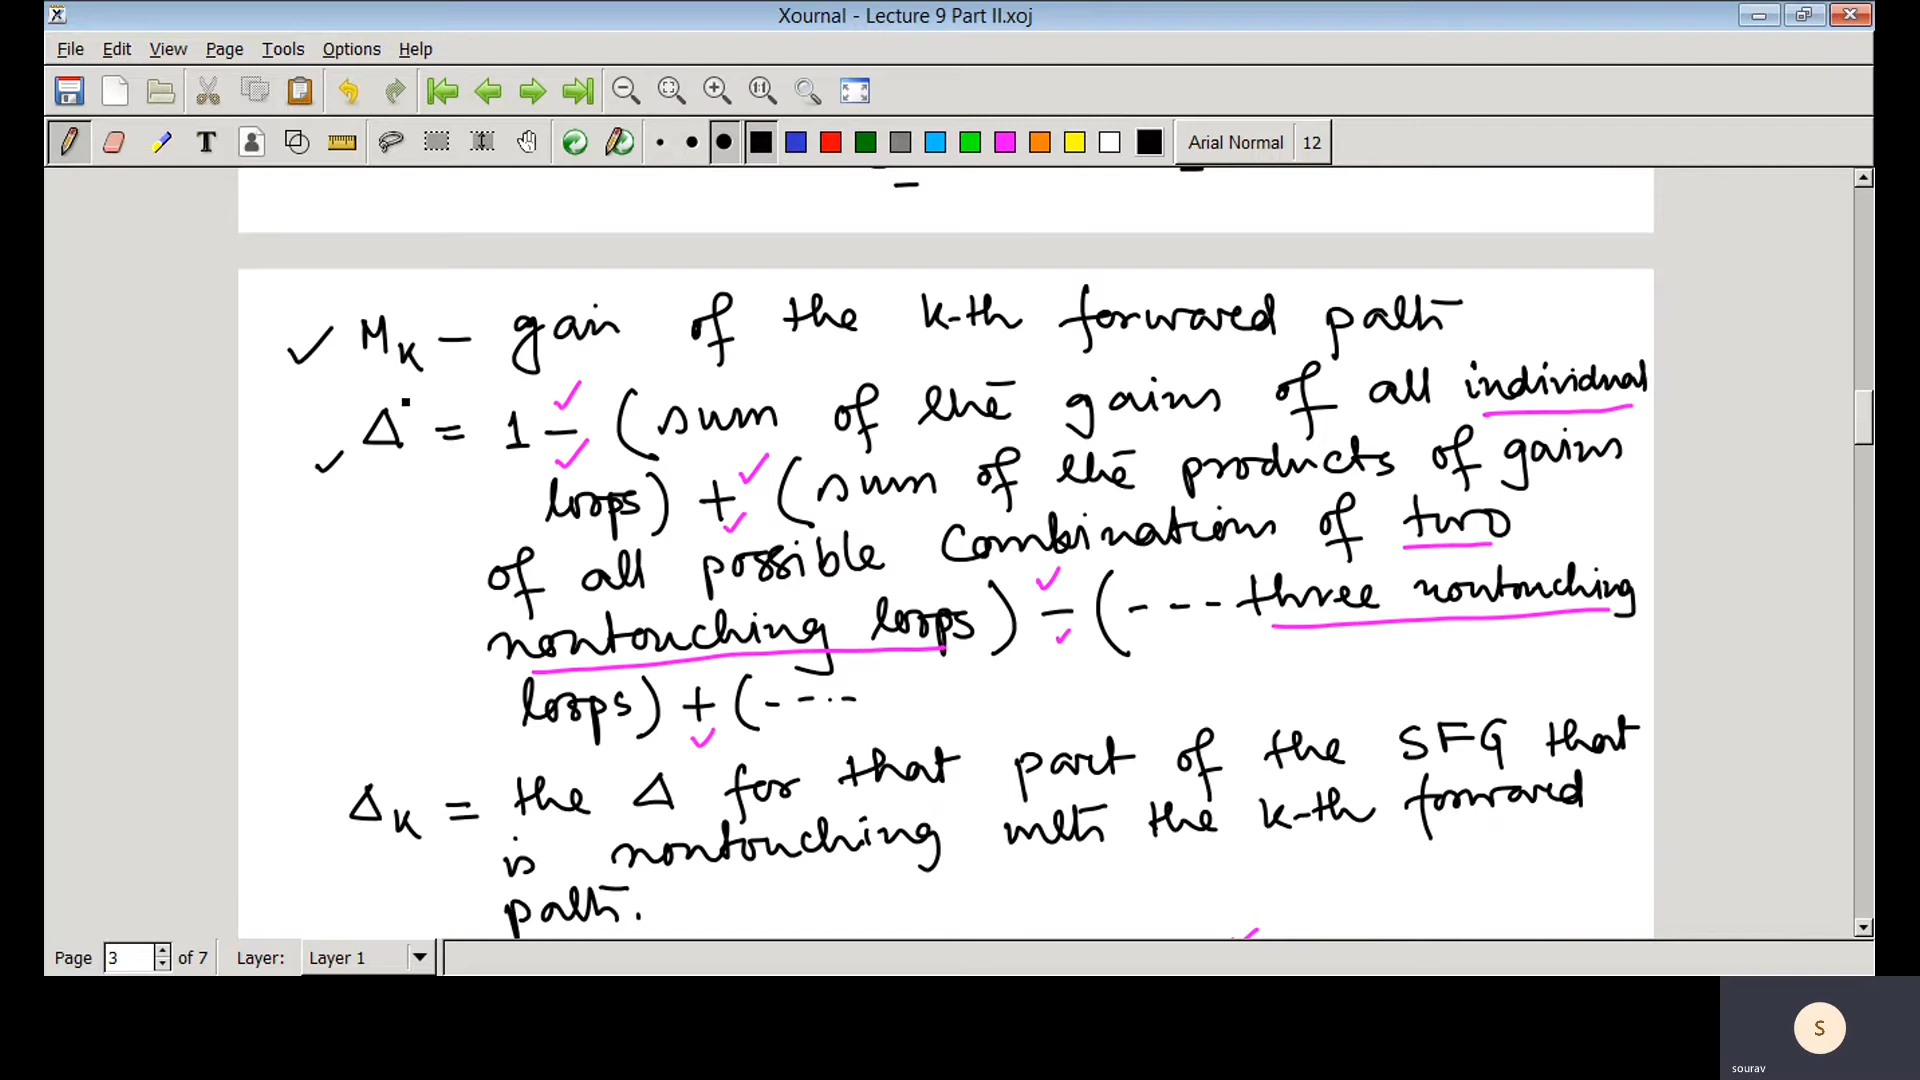 Xournal - Lecture 9 Part II.xoj
File Edit View Page Tools Options Help
T Arial Normal 12
✓ M_K – gain of the k-th forward path
✓ Δ = 1 – (sum of the gains of all individual
loops) + (sum of the products of gains
of all possible combinations of two
nontouching loops) – (--- three nontouching
loops) + (----
Δ_K = the Δ for that part of the SFG that
is nontouching with the k-th forward
path.
Page 3 of 7 Layer: Layer 1
S
sourav